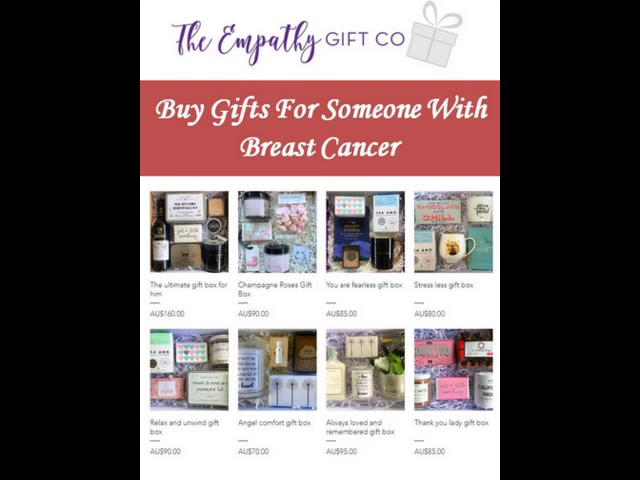 The Empathy GIFT CO
Buy Gifts For Someone With
Breast Cancer
The ultimate gift box for
him
AU$160.00
Champagne Roses Gift
Box
AU$90.00
You are fearless gift box
AU$85.00
Stress less gift box
AU$80.00
Relax and unwind gift
box
AU$90.00
Angel comfort gift box
AU$70.00
Always loved and
remembered gift box
AU$95.00
Thank you lady gift box
AU$85.00